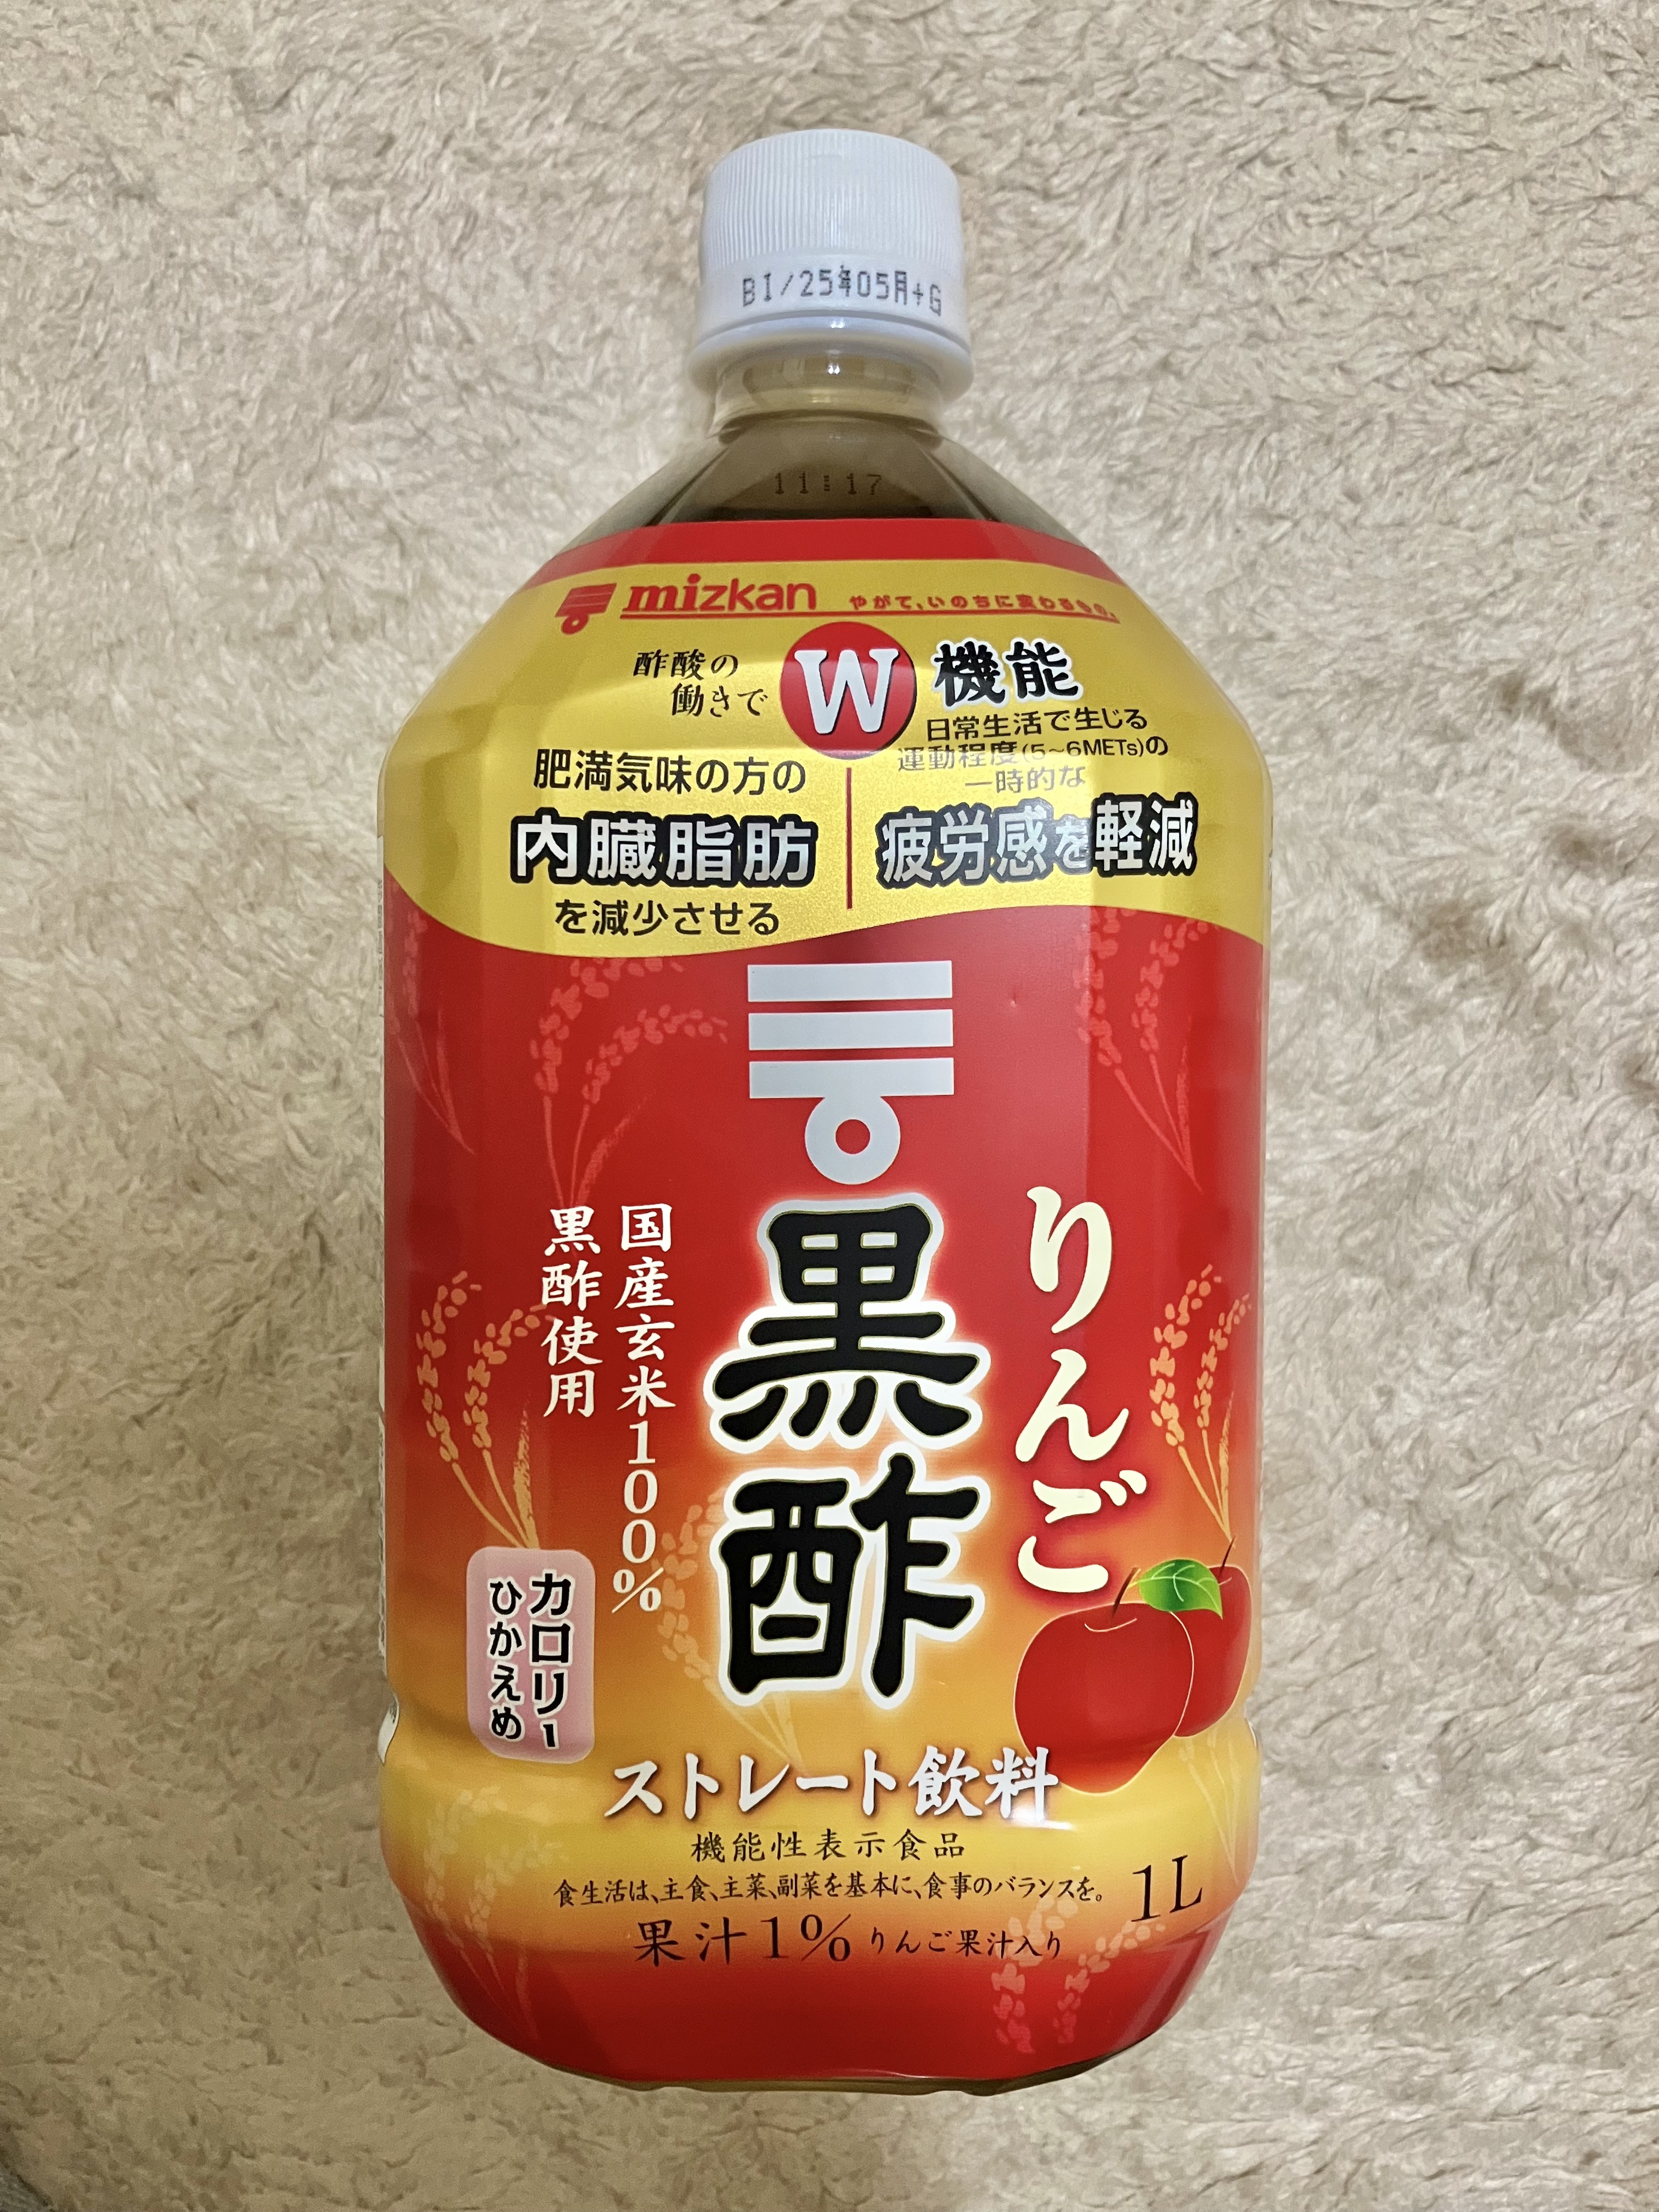 BI/25年05月+G
11:17
mizkan やがて、いのちに変わるもの。
酢酸の
働きで
W機能
肥満気味の方の
内臓脂肪
を減少させる
日常生活で生じる
運動程度(5~6METs)の
一時的な
疲労感を軽減
りんご
黒酢
国産玄米100%
黒酢使用
カロリー
ひかえめ
ストレート飲料
機能性表示食品
食生活は、主食、主菜、副菜を基本に、食事のバランスを。
1L
果汁1% りんご果汁入り